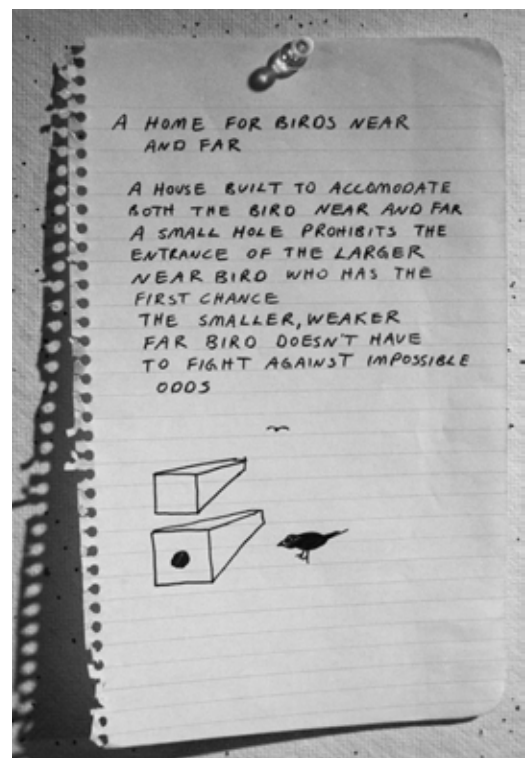 A HOME FOR BIRDS NEAR
AND FAR
A HOUSE BUILT TO ACCOMODATE
BOTH THE BIRD NEAR AND FAR
A SMALL HOLE PROHIBITS THE
ENTRANCE OF THE LARGER
NEAR BIRD WHO HAS THE
FIRST CHANCE
THE SMALLER, WEAKER
FAR BIRD DOESN'T HAVE
TO FIGHT AGAINST IMPOSSIBLE
ODDS